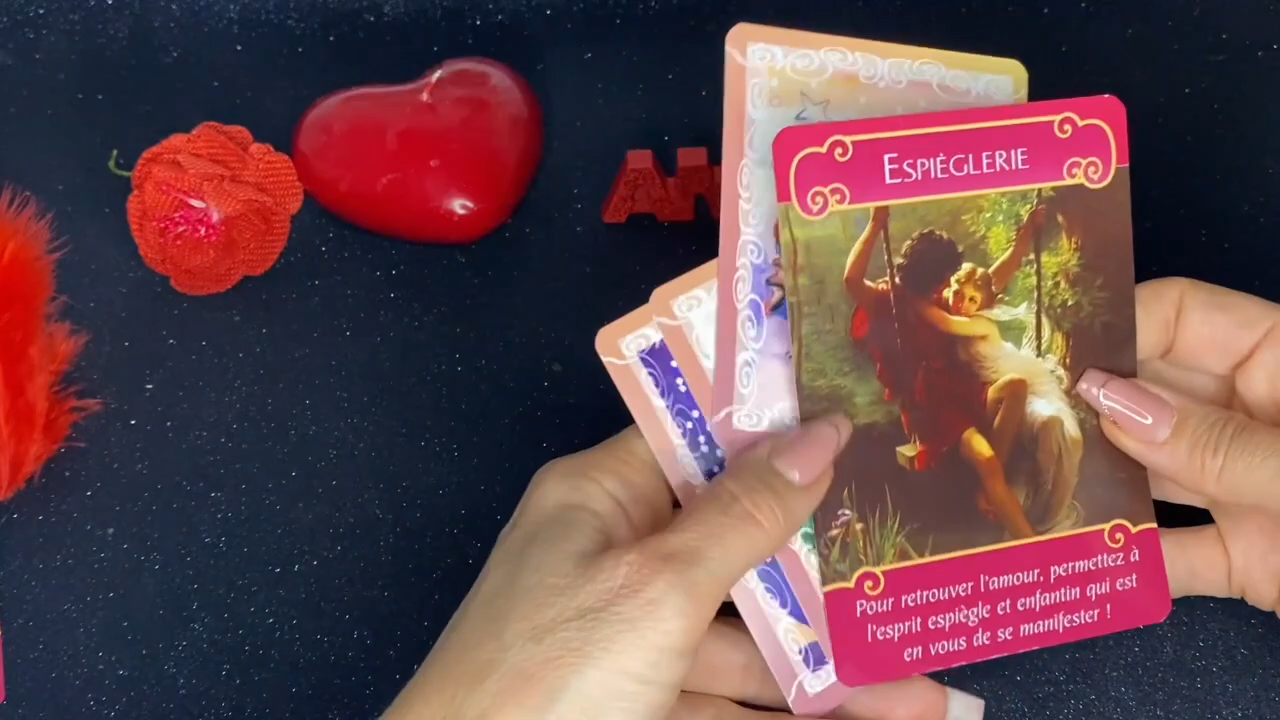 Espièglerie
Pour retrouver l'amour, permettez à
l'esprit espiègle et enfantin qui est
en vous de se manifester !